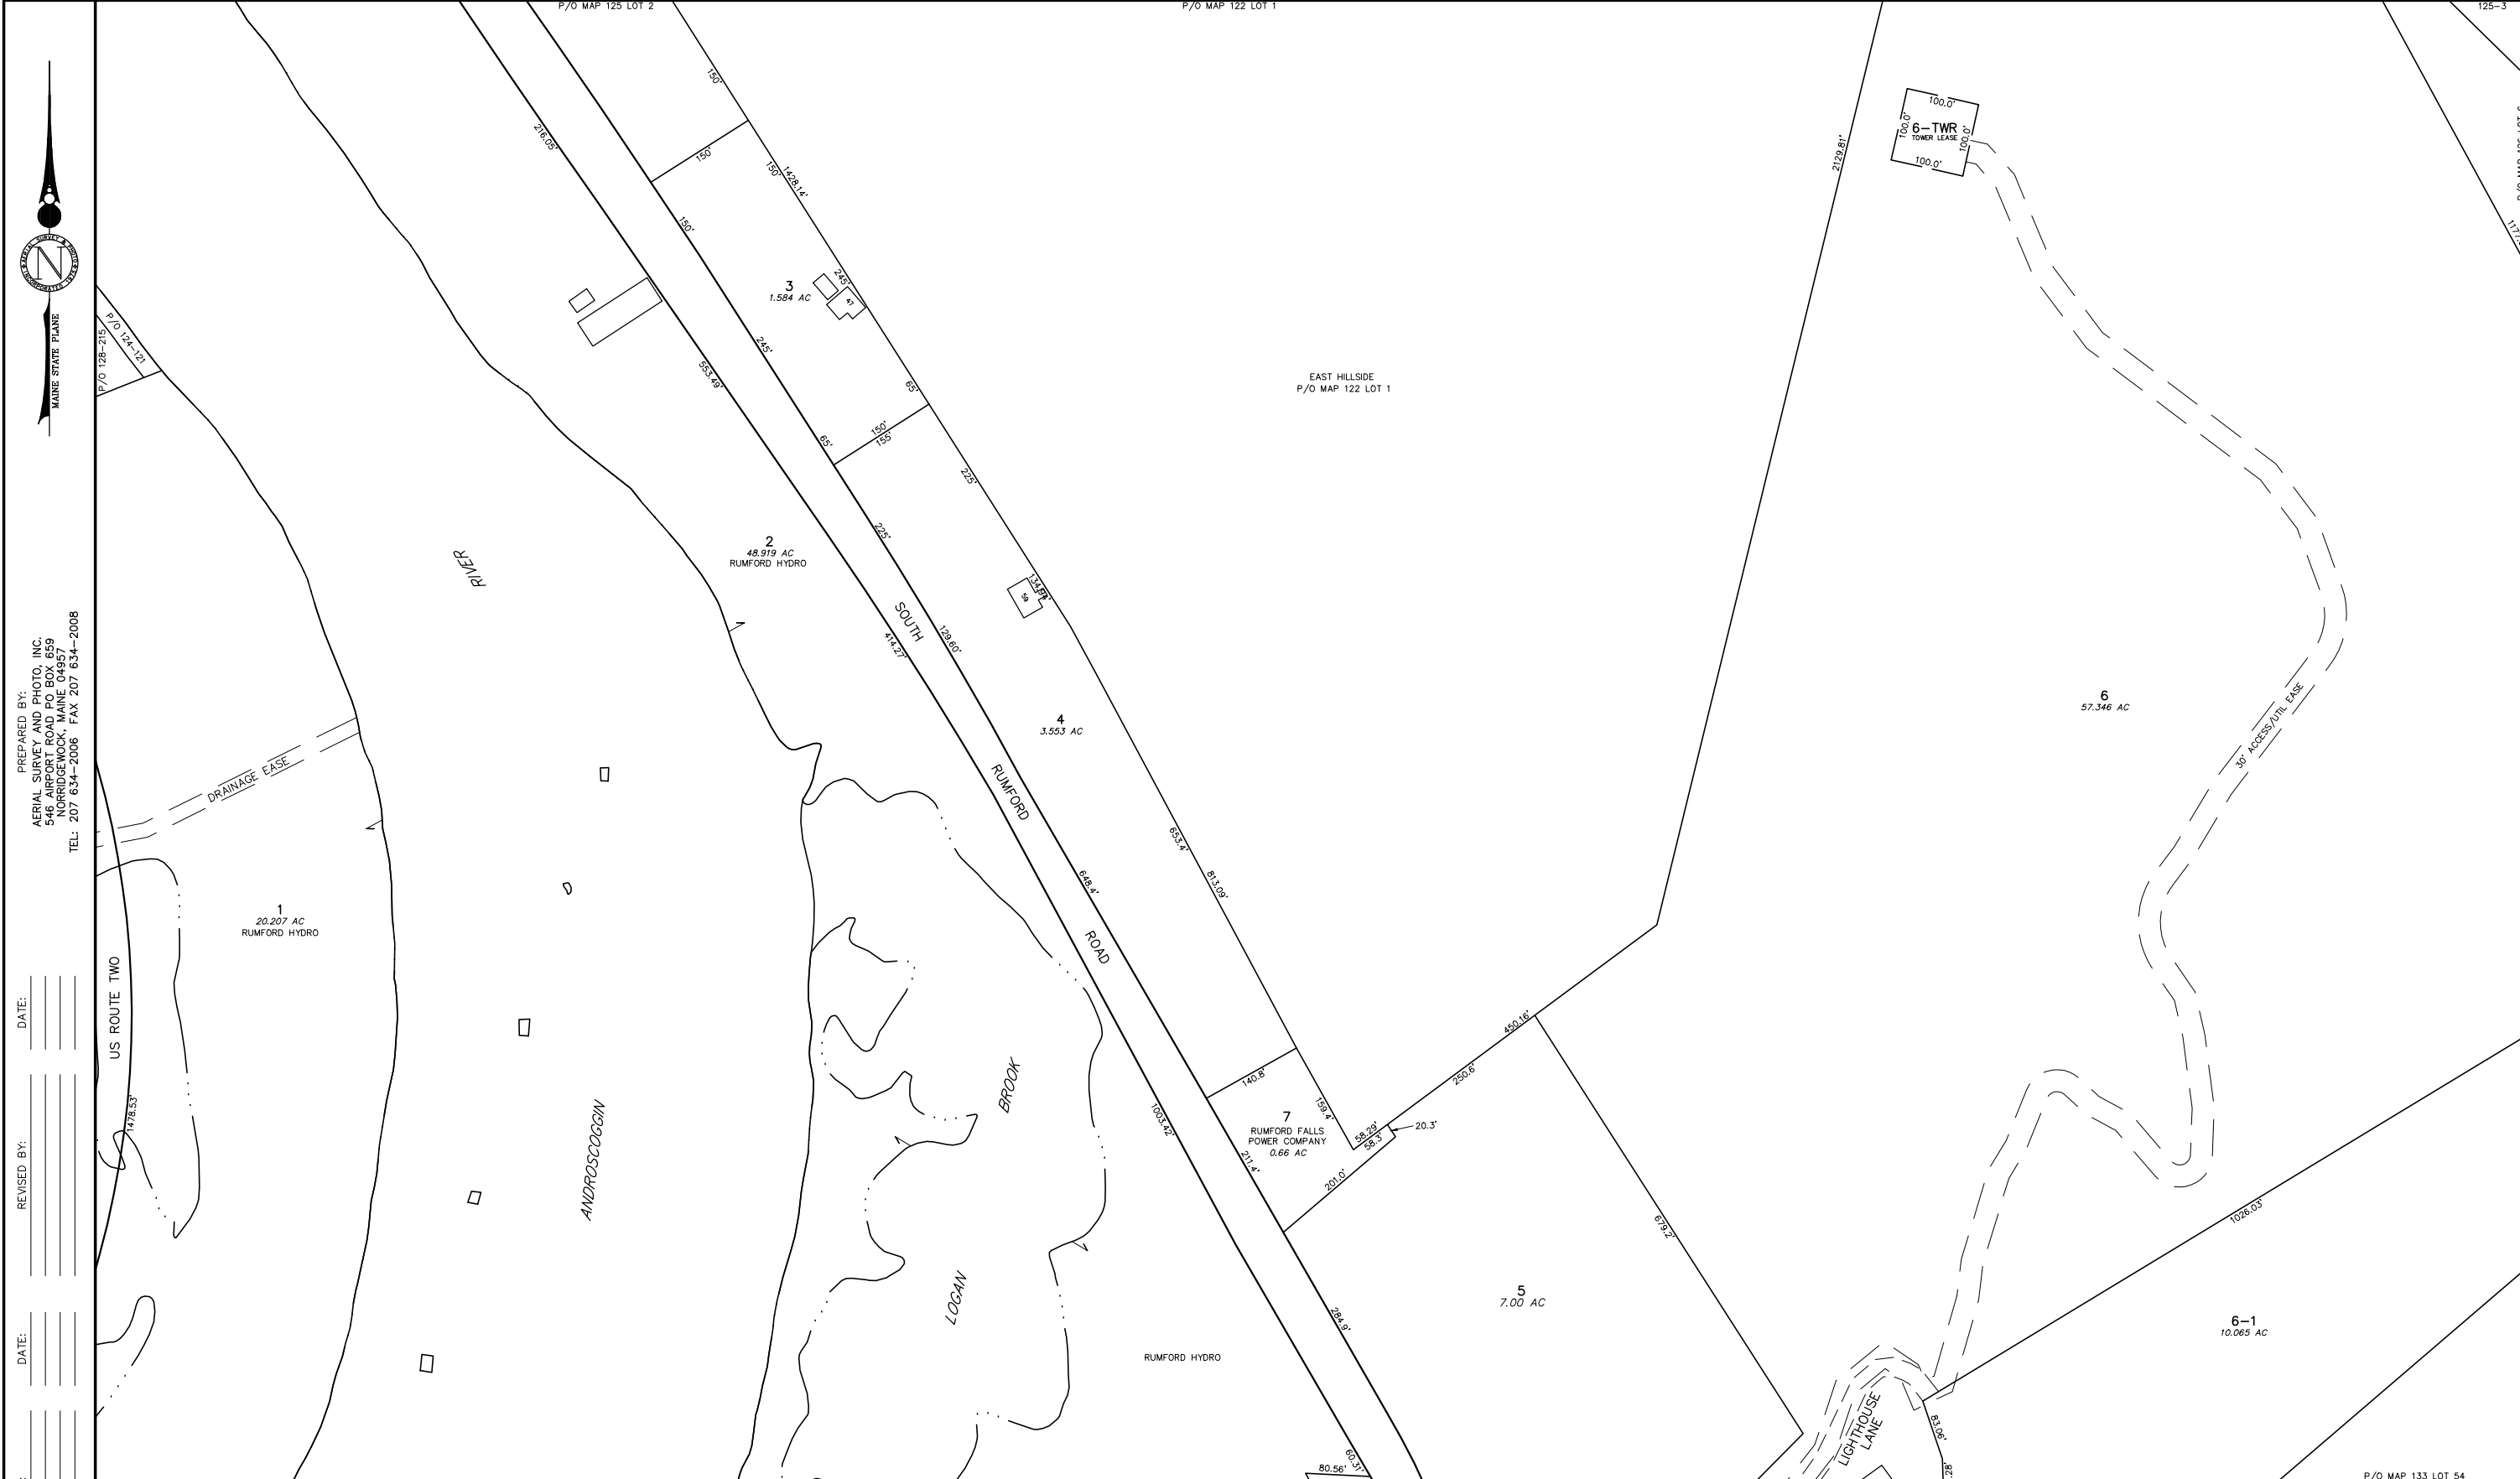 P/O MAP 125 LOT 2
P/O MAP 122 LOT 1
125-3
150'
216.05'
150'
150'
1428.14'
150'
2129.81'
100.0'
100.0'
6-TWR
TOWER LEASE
100.0'
100.0'
N
MAINE STATE PLANE
P/O 124-121
P/O 128-215
3
1.584 AC
245'
47
245'
553.49'
65'
EAST HILLSIDE
P/O MAP 122 LOT 1
65'
150'
155'
225'
225'
2
48.919 AC
RUMFORD HYDRO
RIVER
59
SOUTH
414.27'
129.60'
4
3.553 AC
6
57.346 AC
30' ACCESS/UTIL EASE
PREPARED BY:
AERIAL SURVEY AND PHOTO, INC.
546 AIRPORT ROAD PO BOX 659
NORRIDGEWOCK, MAINE 04957
TEL: 207 634-2006 FAX 207 634-2008
DRAINAGE EASE
RUMFORD
653.4'
648.4'
813.09'
1
20.207 AC
RUMFORD HYDRO
ROAD
US ROUTE TWO
DATE:
450.16'
250.6'
140.8'
159.4'
1478.53'
BROOK
1003.42'
7
RUMFORD FALLS
POWER COMPANY
0.66 AC
58.29'
58.3'
20.3'
211.4'
201.0'
REVISED BY:
ANDROSCOGGIN
679.2'
1026.03'
LOGAN
284.9'
5
7.00 AC
6-1
10.065 AC
DATE:
RUMFORD HYDRO
LIGHTHOUSE
LANE
83.06'
60.31'
80.56'
P/O MAP 133 LOT 54